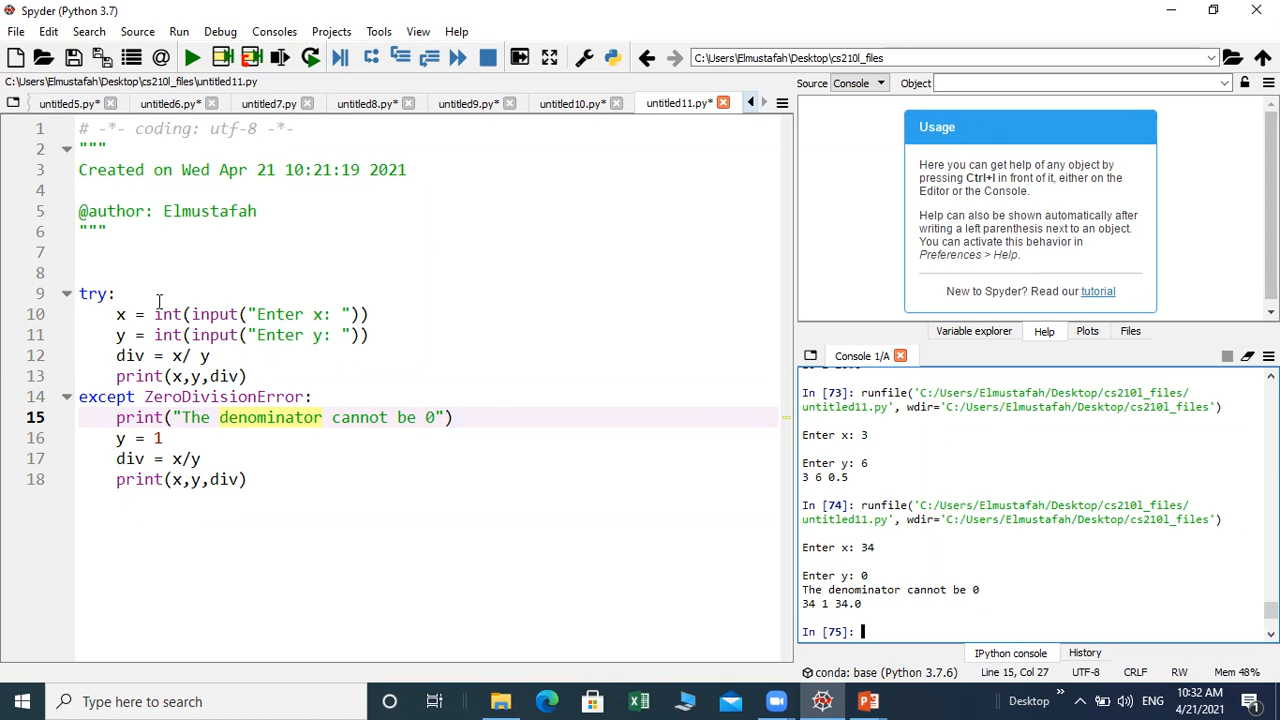 Spyder (Python 3.7)
File Edit Search Source Run Debug Consoles Projects Tools View Help
C:\Users\Elmustafah\Desktop\cs210l_files
C:\Users\Elmustafah\Desktop\cs210l_files\untitled11.py
untitled5.py* untitled6.py* untitled7.py untitled8.py* untitled9.py* untitled10.py* untitled11.py*
1 # -*- coding: utf-8 -*-
2 """
3 Created on Wed Apr 21 10:21:19 2021
4
5 @author: Elmustafah
6 """
7
8
9 try:
10 x = int(input("Enter x: "))
11 y = int(input("Enter y: "))
12 div = x/ y
13 print(x,y,div)
14 except ZeroDivisionError:
15 print("The denominator cannot be 0")
16 y = 1
17 div = x/y
18 print(x,y,div)
Source Console Object
Usage
Here you can get help of any object by
pressing Ctrl+I in front of it, either on the
Editor or the Console.
Help can also be shown automatically after
writing a left parenthesis next to an object.
You can activate this behavior in
Preferences > Help.
New to Spyder? Read our tutorial
Variable explorer Help Plots Files
Console 1/A
In [73]: runfile('C:/Users/Elmustafah/Desktop/cs210l_files/
untitled11.py', wdir='C:/Users/Elmustafah/Desktop/cs210l_files')
Enter x: 3
Enter y: 6
3 6 0.5
In [74]: runfile('C:/Users/Elmustafah/Desktop/cs210l_files/
untitled11.py', wdir='C:/Users/Elmustafah/Desktop/cs210l_files')
Enter x: 34
Enter y: 0
The denominator cannot be 0
34 1 34.0
In [75]:
IPython console History
conda: base (Python 3.7.6) Line 15, Col 27 UTF-8 CRLF RW Mem 48%
Type here to search
Desktop
ENG
10:32 AM
4/21/2021
1